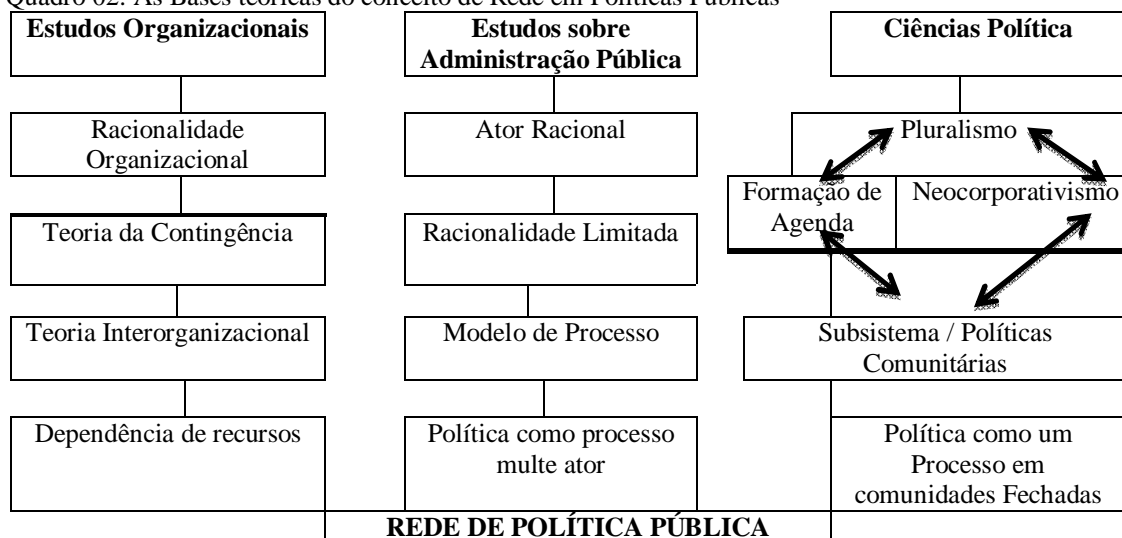 Quadro 02: As Bases teóricas do conceito de Rede em Políticas Públicas
Estudos Organizacionais
Estudos sobre
Administração Pública
Ciências Política
Racionalidade
Organizacional
Ator Racional
Pluralismo
Formação de
Agenda
Neocorporativismo
Teoria da Contingência
Racionalidade Limitada
Teoria Interorganizacional
Modelo de Processo
Subsistema / Políticas
Comunitárias
Dependência de recursos
Política como processo
multe ator
Política como um
Processo em
comunidades Fechadas
REDE DE POLÍTICA PÚBLICA